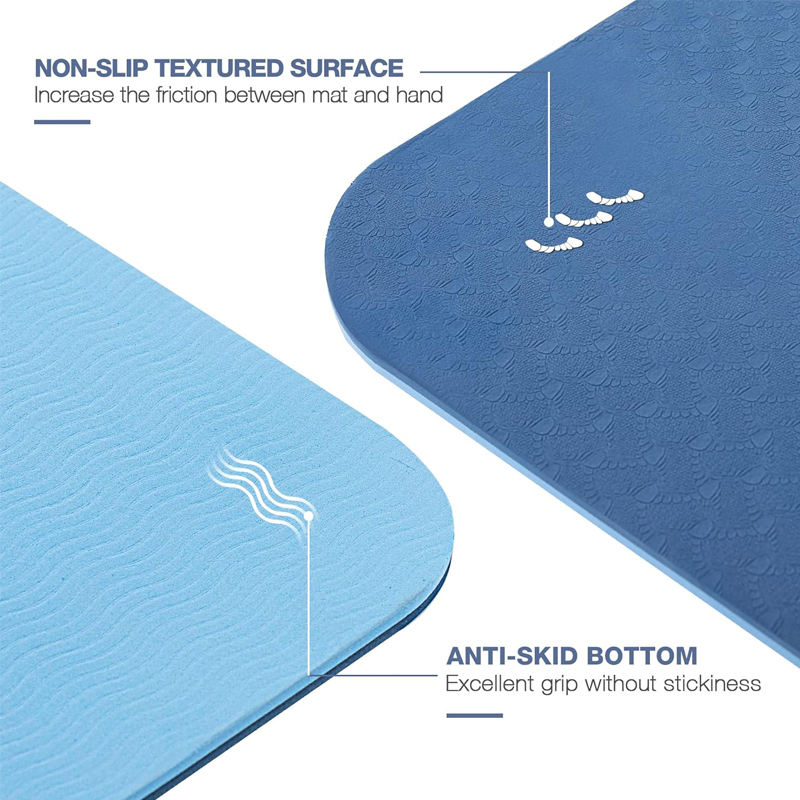 NON-SLIP TEXTURED SURFACE
Increase the friction between mat and hand
ANTI-SKID BOTTOM
Excellent grip without stickiness